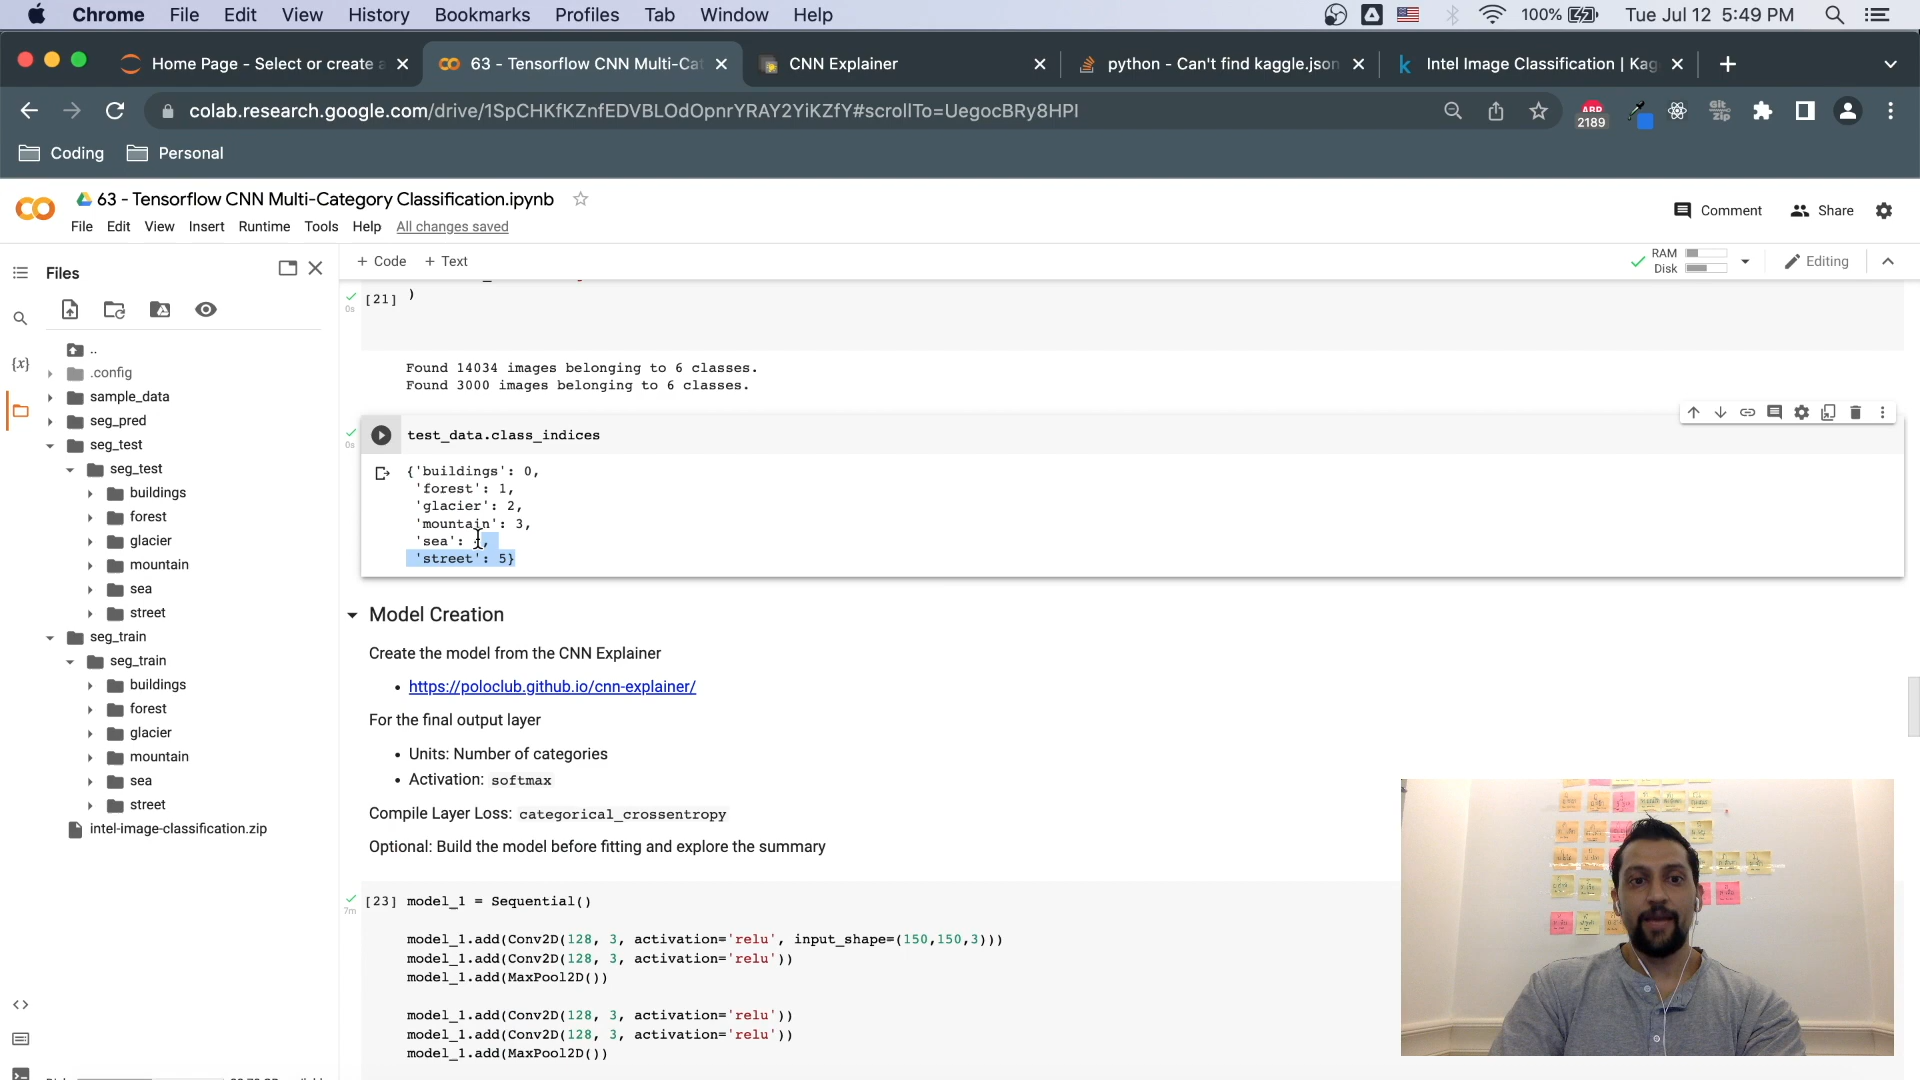 Chrome File Edit View History Bookmarks Profiles Tab Window Help 100% Tue Jul 12 5:49 PM
Home Page - Select or create a 63 - Tensorflow CNN Multi-Cat CNN Explainer python - Can't find kaggle.json Intel Image Classification | Kag
colab.research.google.com/drive/1SpCHKfKZnfEDVBLOdOpnrYRAY2YiKZfY#scrollTo=UegocBRy8HPI
ABP 2189 Git Zip
Coding Personal
63 - Tensorflow CNN Multi-Category Classification.ipynb
Comment Share
File Edit View Insert Runtime Tools Help All changes saved
Files
+ Code + Text
RAM
Disk
Editing
{x}
..
.config
sample_data
seg_pred
seg_test
seg_test
buildings
forest
glacier
mountain
sea
street
seg_train
seg_train
buildings
forest
glacier
mountain
sea
street
intel-image-classification.zip
[21] )
0s
Found 14034 images belonging to 6 classes.
Found 3000 images belonging to 6 classes.
0s
test_data.class_indices
{'buildings': 0,
'forest': 1,
'glacier': 2,
'mountain': 3,
'sea': ,
'street': 5}
Model Creation
Create the model from the CNN Explainer
• https://poloclub.github.io/cnn-explainer/
For the final output layer
• Units: Number of categories
• Activation: softmax
Compile Layer Loss: categorical_crossentropy
Optional: Build the model before fitting and explore the summary
[23] model_1 = Sequential()
7m
model_1.add(Conv2D(128, 3, activation='relu', input_shape=(150,150,3)))
model_1.add(Conv2D(128, 3, activation='relu'))
model_1.add(MaxPool2D())
model_1.add(Conv2D(128, 3, activation='relu'))
model_1.add(Conv2D(128, 3, activation='relu'))
model_1.add(MaxPool2D())